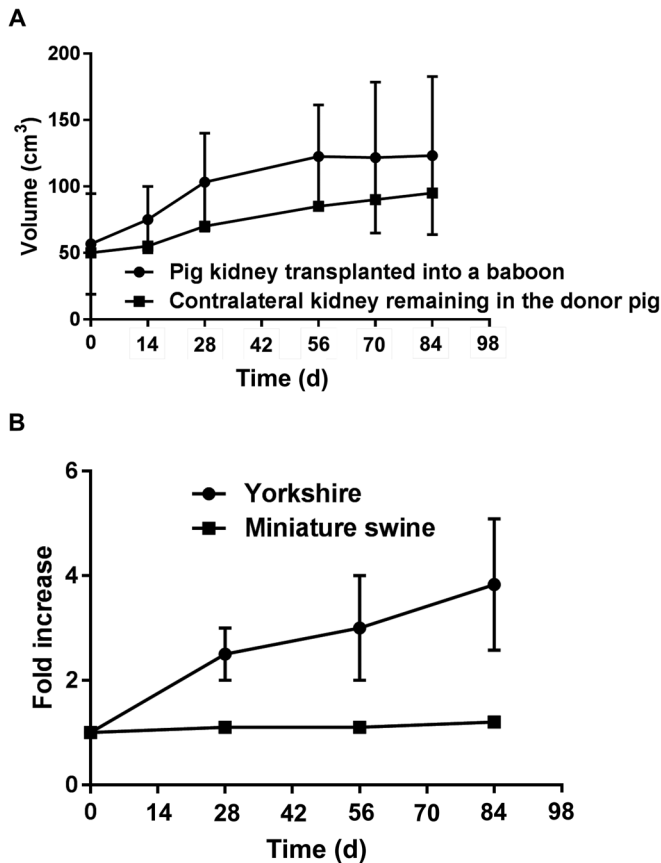 A
200
150
100
50
0
Volume (cm³)
Pig kidney transplanted into a baboon
Contralateral kidney remaining in the donor pig
0 14 28 42 56 70 84 98
Time (d)
B
6
4
2
0
Fold increase
Yorkshire
Miniature swine
0 14 28 42 56 70 84 98
Time (d)